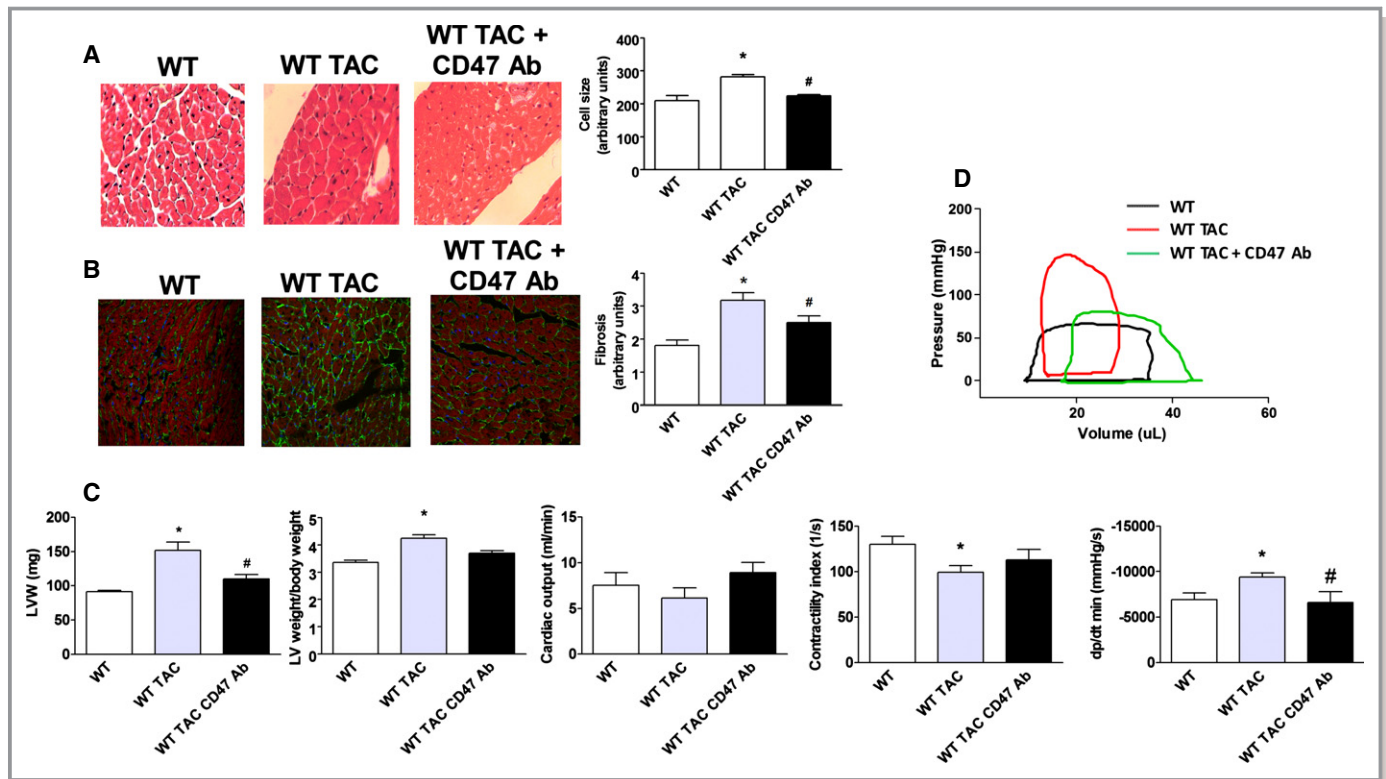 A
WT
WT TAC
WT TAC +
CD47 Ab
Cell size
(arbitrary units)
400
300
200
100
0
*
#
WT
WT TAC
WT TAC CD47 Ab
B
WT
WT TAC
WT TAC +
CD47 Ab
Fibrosis
(arbitrary units)
4
3
2
1
0
*
#
WT
WT TAC
WT TAC CD47 Ab
D
Pressure (mmHg)
200
150
100
50
0
20
40
60
Volume (uL)
WT
WT TAC
WT TAC + CD47 Ab
C
LVW (mg)
200
150
100
50
0
*
#
WT
WT TAC
WT TAC CD47 Ab
LV weight/body weight
5
4
3
2
1
0
*
WT
WT TAC
WT TAC CD47 Ab
Cardiac output (ml/min)
15
10
5
0
WT
WT TAC
WT TAC CD47 Ab
Contractility index (1/s)
150
100
50
0
*
WT
WT TAC
WT TAC CD47 Ab
dp/dt min (mmHg/s)
-15000
-10000
-5000
0
*
#
WT
WT TAC
WT TAC CD47 Ab